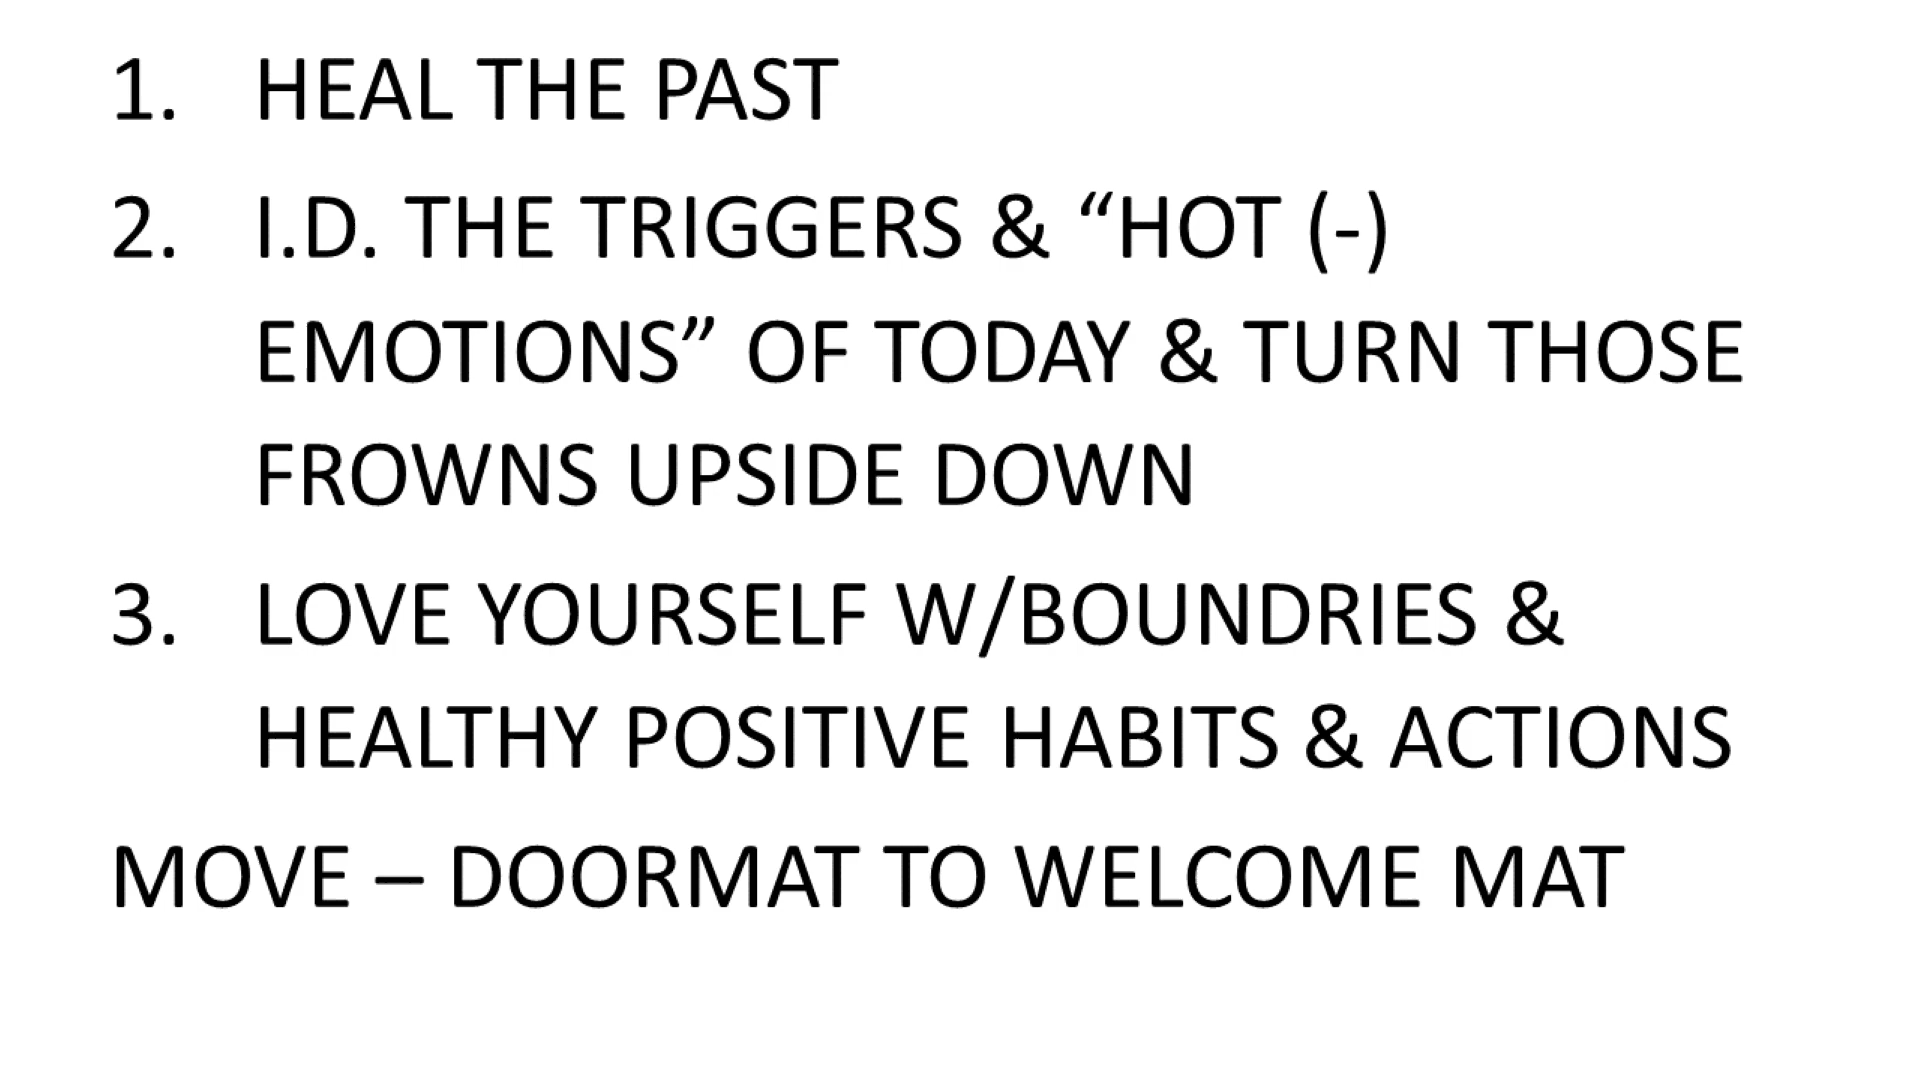 1. HEAL THE PAST
2. I.D. THE TRIGGERS & “HOT (-)
EMOTIONS” OF TODAY & TURN THOSE
FROWNS UPSIDE DOWN
3. LOVE YOURSELF W/BOUNDRIES &
HEALTHY POSITIVE HABITS & ACTIONS
MOVE – DOORMAT TO WELCOME MAT